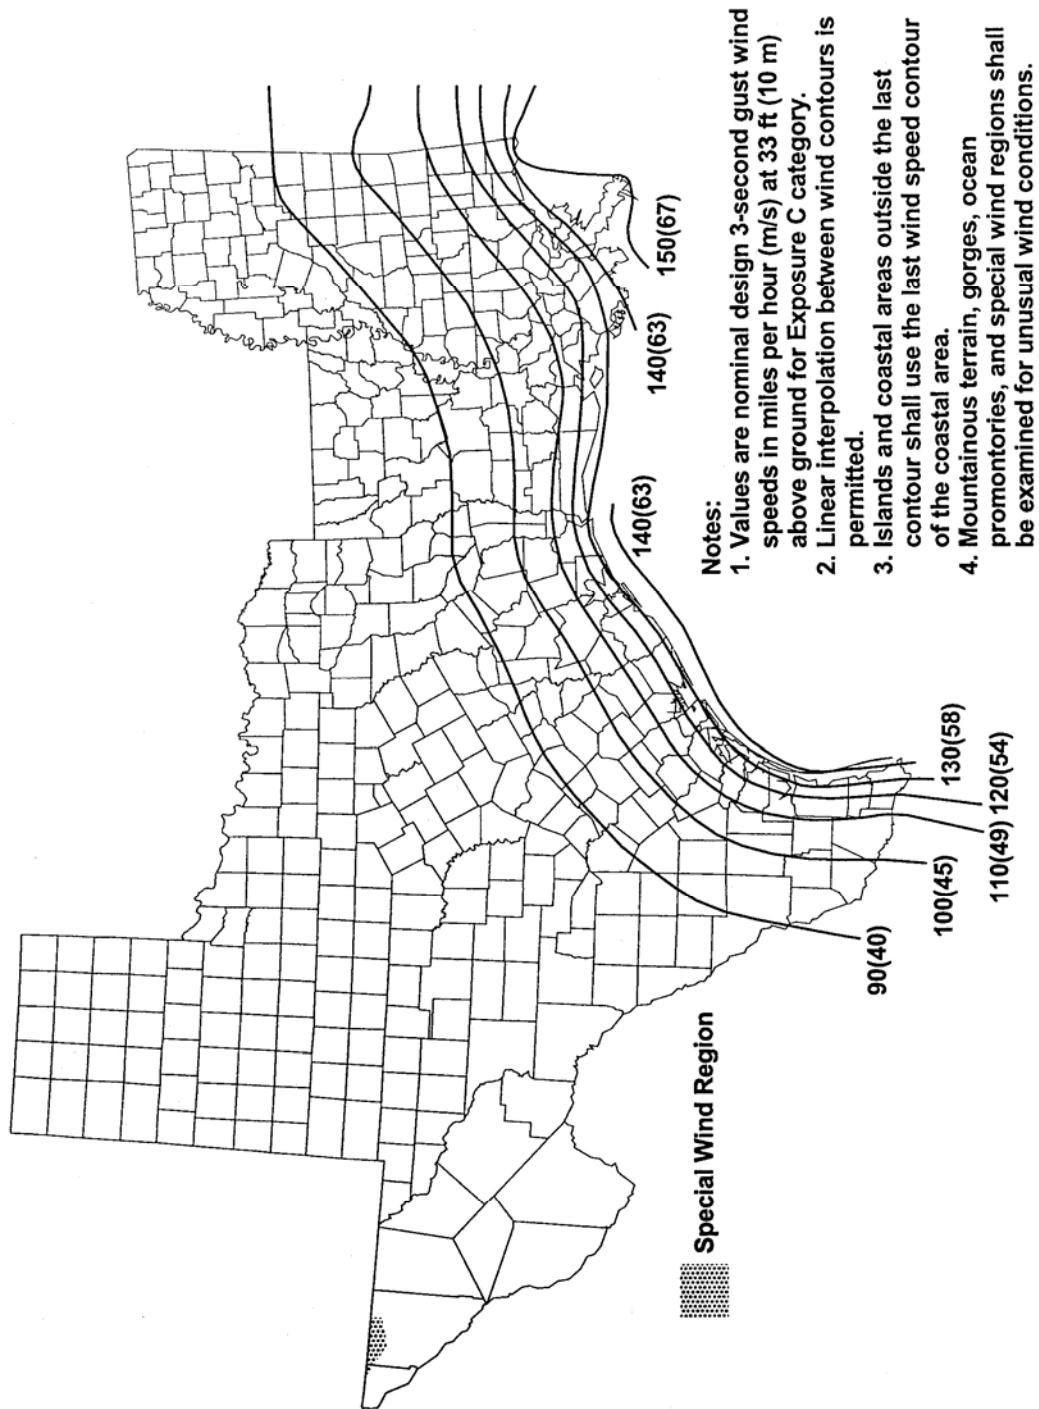 90(40)
100(45)
110(49)
120(54)
130(58)
140(63)
140(63)
150(67)
Special Wind Region
Notes:
1. Values are nominal design 3-second gust wind
speeds in miles per hour (m/s) at 33 ft (10 m)
above ground for Exposure C category.
2. Linear interpolation between wind contours is
permitted.
3. Islands and coastal areas outside the last
contour shall use the last wind speed contour
of the coastal area.
4. Mountainous terrain, gorges, ocean
promontories, and special wind regions shall
be examined for unusual wind conditions.